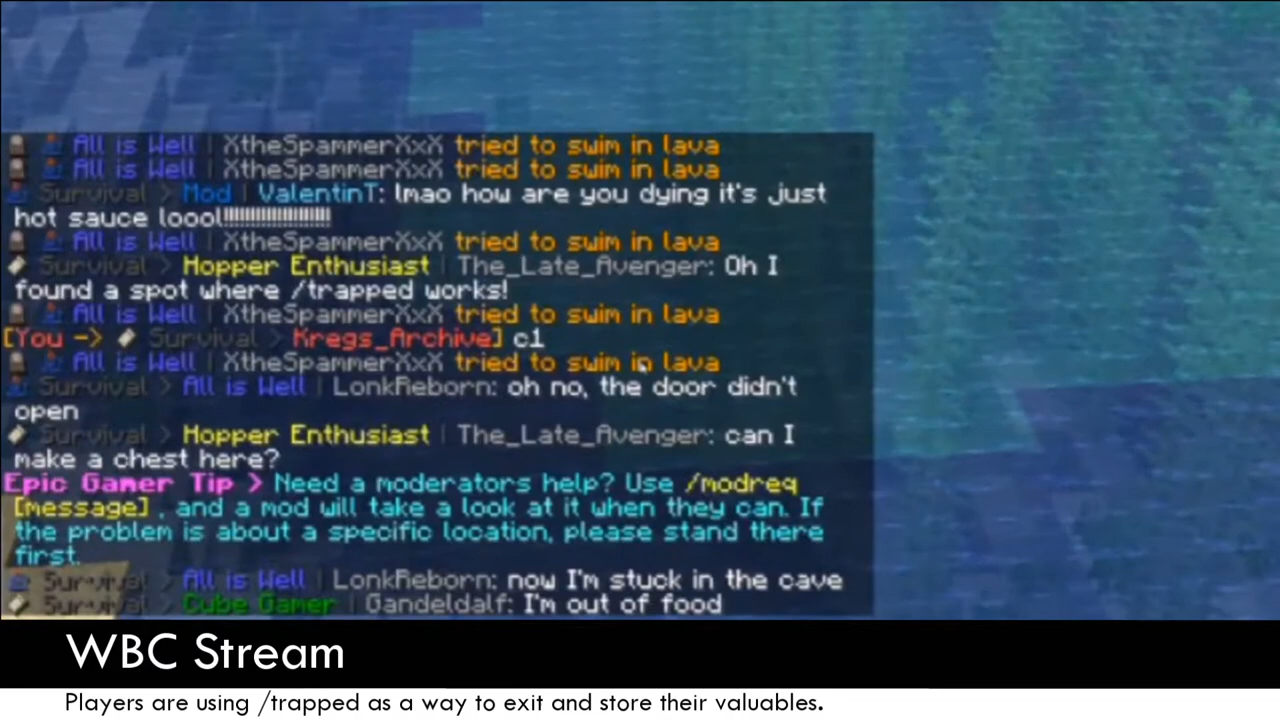 All is Well | XtheSpammerXxX tried to swim in lava
All is Well | XtheSpammerXxX tried to swim in lava
Survival > Mod | ValentinT: lmao how are you dying it's just
hot sauce loool!!!!!!!!!!!!!!!!!!!!!
All is Well | XtheSpammerXxX tried to swim in lava
Survival > Hopper Enthusiast | The_Late_Avenger: Oh I
found a spot where /trapped works!
All is Well | XtheSpammerXxX tried to swim in lava
[You -> Survival > Kregs_Archive] c1
All is Well | XtheSpammerXxX tried to swim in lava
Survival > All is Well | LonkReborn: oh no, the door didn't
open
Survival > Hopper Enthusiast | The_Late_Avenger: can I
make a chest here?
Epic Gamer Tip > Need a moderators help? Use /modreq
[message] , and a mod will take a look at it when they can. If
the problem is about a specific location, please stand there
first.
Survival > All is Well | LonkReborn: now I'm stuck in the cave
Survival > Cube Gamer | Gandeldalf: I'm out of food
WBC Stream
Players are using /trapped as a way to exit and store their valuables.